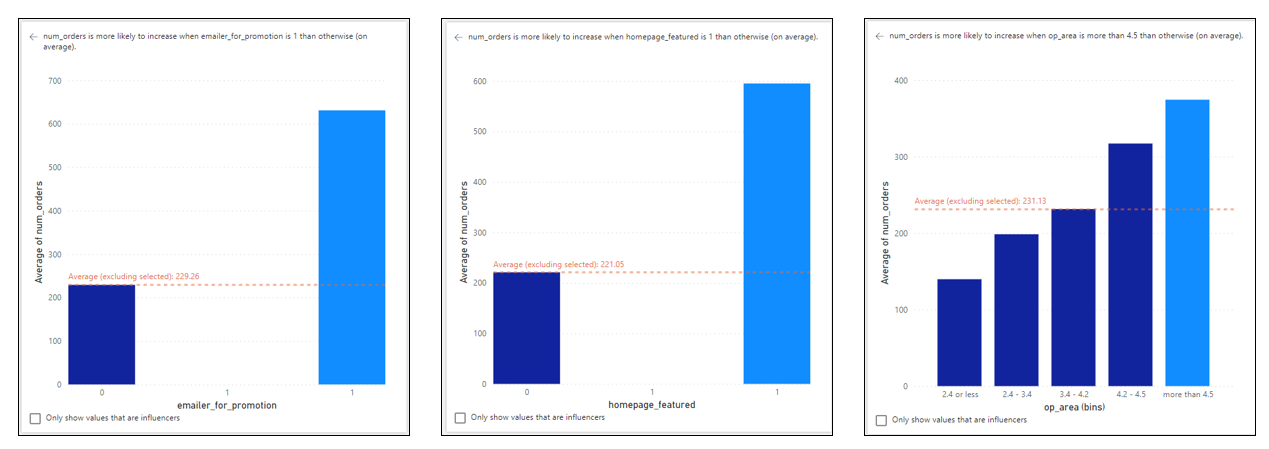 ← num_orders is more likely to increase when emailer_for_promotion is 1 than otherwise (on
average).
700
600
500
400
300
200
100
0
Average of num_orders
Average (excluding selected): 229.26
0 1 1
emailer_for_promotion
Only show values that are influencers
← num_orders is more likely to increase when homepage_featured is 1 than otherwise (on average).
600
500
400
300
200
100
0
Average of num_orders
Average (excluding selected): 221.05
0 1 1
homepage_featured
Only show values that are influencers
← num_orders is more likely to increase when op_area is more than 4.5 than otherwise (on average).
400
300
200
100
0
Average of num_orders
Average (excluding selected): 231.13
2.4 or less 2.4 - 3.4 3.4 - 4.2 4.2 - 4.5 more than 4.5
op_area (bins)
Only show values that are influencers